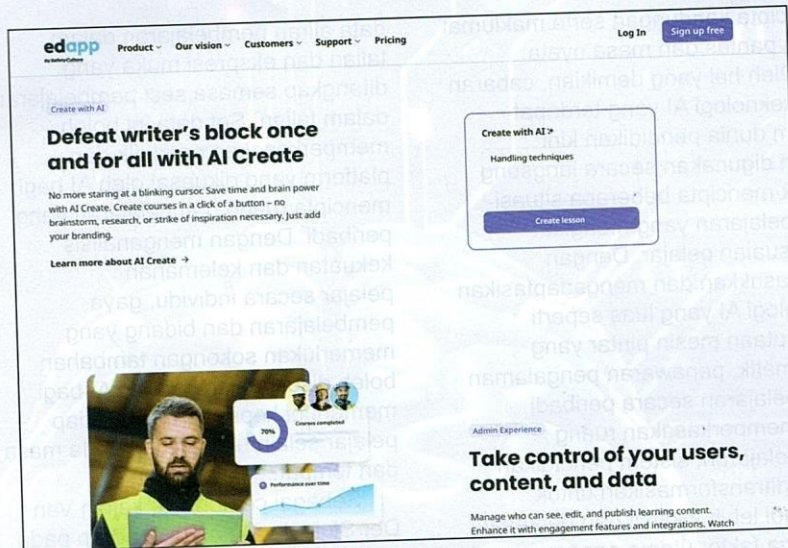 edapp
by SafetyCulture
Product
Our vision
Customers
Support
Pricing
Log In
Sign up free
Create with AI
Defeat writer's block once
and for all with AI Create
No more staring at a blinking cursor. Save time and brain power
with AI Create. Create courses in a click of a button – no
brainstorm, research, or strike of inspiration necessary. Just add
your branding.
Learn more about AI Create →
Create with AI
Handling techniques
Create lesson
70%
Courses completed
Performance over time
Admin Experience
Take control of your users,
content, and data
Manage who can see, edit, and publish learning content.
Enhance it with engagement features and integrations. Watch